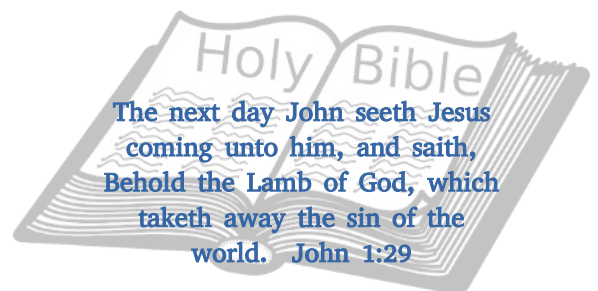 Holy Bible
The next day John seeth Jesus
coming unto him, and saith,
Behold the Lamb of God, which
taketh away the sin of the
world. John 1:29